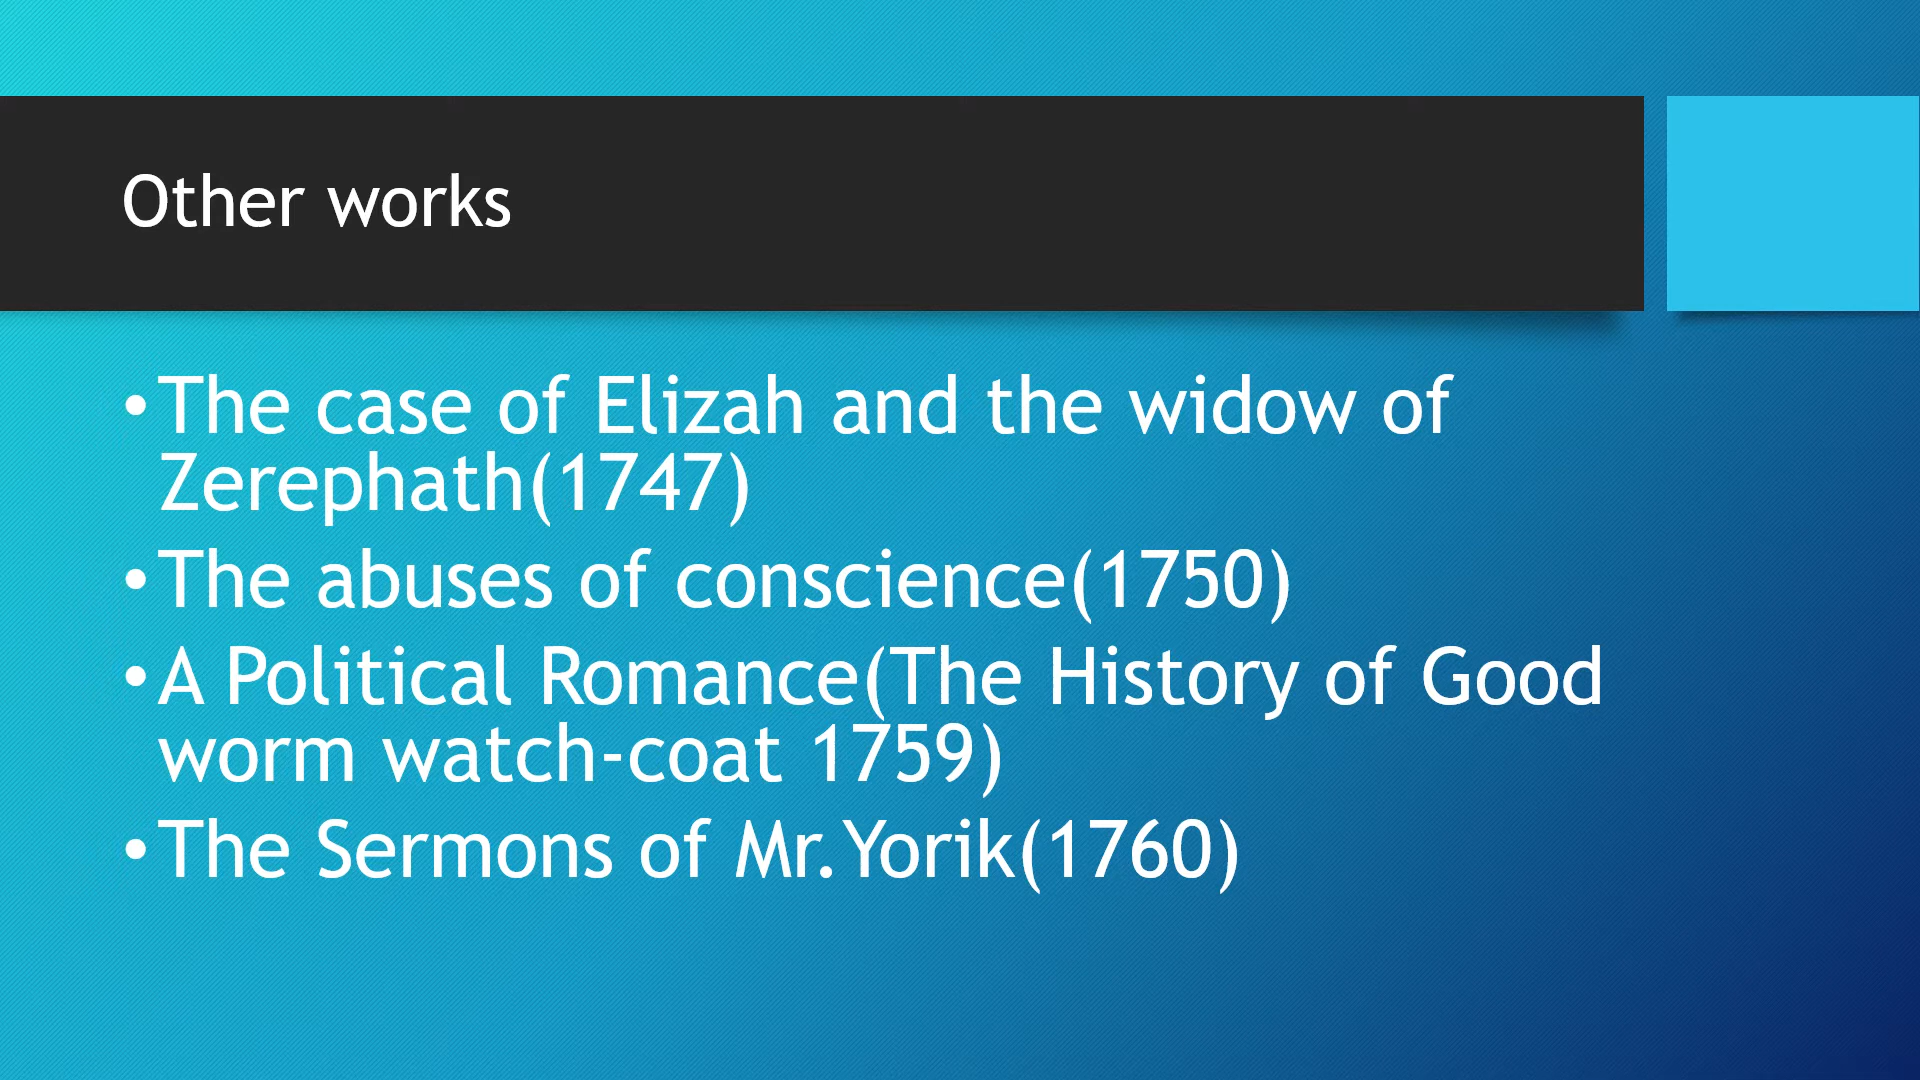 Other works
•The case of Elizah and the widow of
Zerephath(1747)
•The abuses of conscience(1750)
•A Political Romance(The History of Good
worm watch-coat 1759)
•The Sermons of Mr.Yorik(1760)